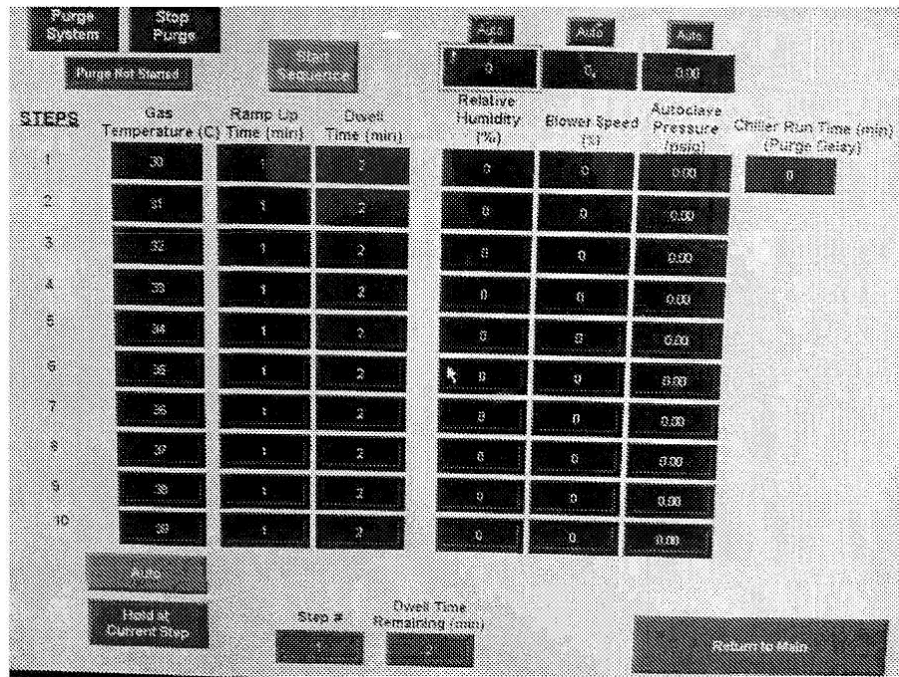 Purge System
Stop Purge
Purge Not Started
Start Sequence
Auto Auto Auto
0 0. 0.00
STEPS
Gas Temperature (C)
Ramp Up Time (min)
Dwell Time (min)
Relative Humidity (%)
Blower Speed (%)
Autoclave Pressure (psig)
Chiller Run Time (min) (Purge Delay)
1 30 1 2 0 0 0.00 0
2 31 1 2 0 0 0.00
3 32 1 2 0 0 0.00
4 33 1 2 0 0 0.00
5 34 1 2 0 0 0.00
6 35 1 2 0 0 0.00
7 36 1 2 0 0 0.00
8 37 1 2 0 0 0.00
9 38 1 2 0 0 0.00
10 39 1 2 0 0 0.00
Auto
Hold at Current Step
Step #
1
Dwell Time Remaining (min)
2
Return to Main